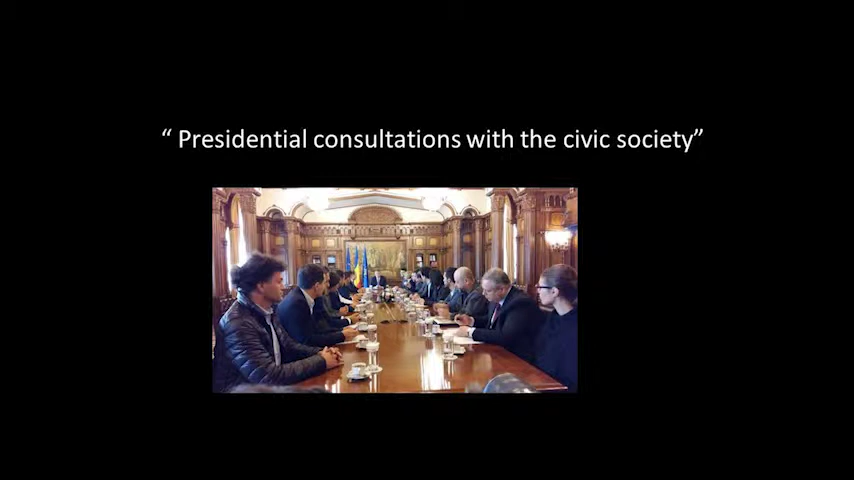 “ Presidential consultations with the civic society”